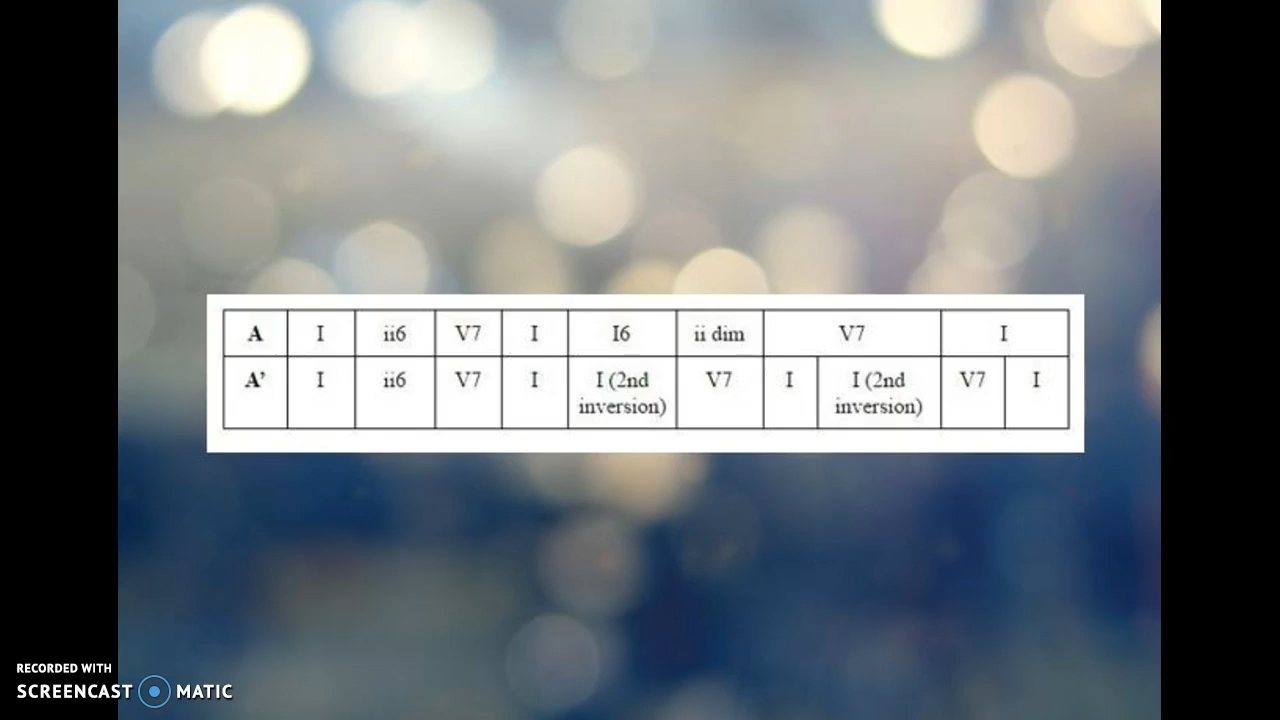 A I ii6 V7 I I6 ii dim V7 I
A’ I ii6 V7 I I (2nd V7 I I (2nd V7 I
inversion) inversion)
RECORDED WITH
SCREENCAST MATIC